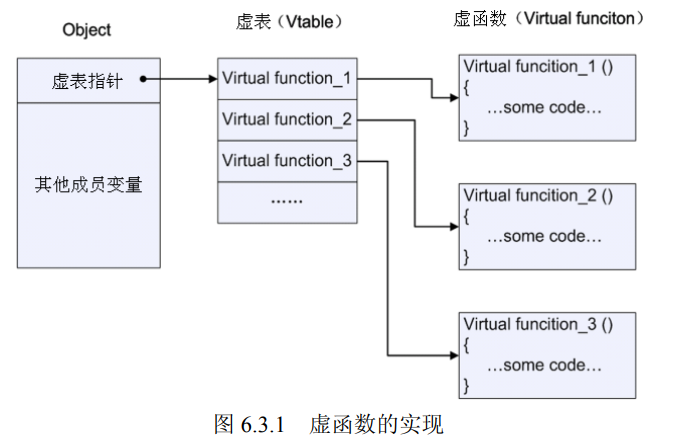 Object
虚表（Vtable）
虚函数（Virtual funciton）
虚表指针
其他成员变量
Virtual function_1
Virtual function_2
Virtual function_3
……
Virtual funcition_1 ()
{
…some code…
}
Virtual funcition_2 ()
{
…some code…
}
Virtual funcition_3 ()
{
…some code…
}
图 6.3.1 虚函数的实现